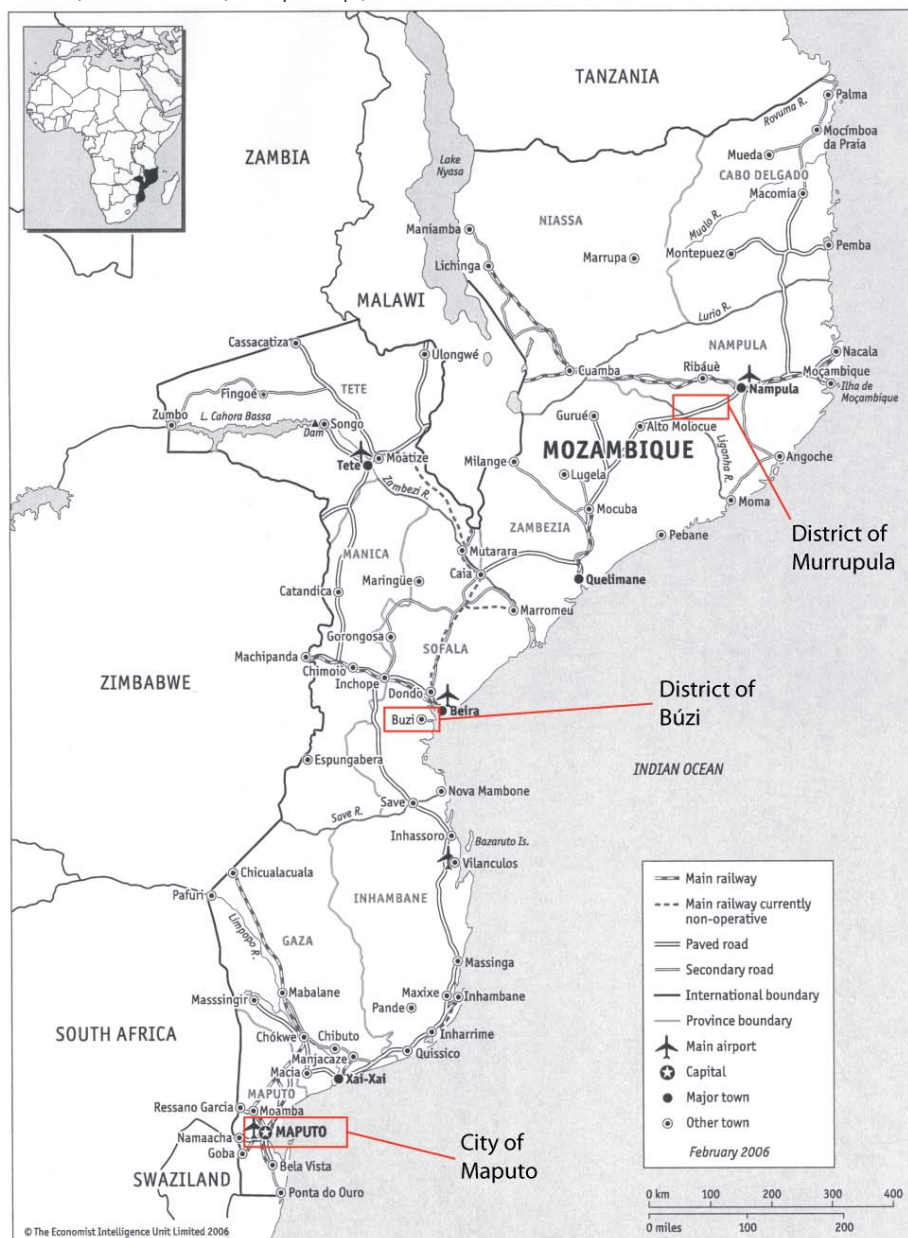 TANZANIA
Palma
Rovuma R.
Mocímboa
da Praia
ZAMBIA
Lake
Nyasa
Mueda
CABO DELGADO
Macomia
NIASSA
Maniamba
Mualo R.
Marrupa
Montepuez
Pemba
Lichinga
MALAWI
Lurio R.
Cassacatiza
Ulongwé
NAMPULA
Nacala
Cuamba
Ribáuè
Moçambique
TETE
Fingoé
Nampula
Ilha de
Moçambique
Zumbo
L. Cahora Bassa
Songo
Dam
Gurué
Alto Molocue
MOZAMBIQUE
Ligonha R.
Angoche
Moàtize
Tete
Milange
Lugela
Zambezi R.
Moma
Mocuba
ZAMBEZIA
Pebane
District of
Murrupula
MANICA
Mutarara
Caia
Quelimane
Maringüe
Catandica
Marromeu
Gorongosa
SOFALA
Machipanda
Chimoio
Inchope
Dondo
ZIMBABWE
Beira
Buzi
District of
Búzi
Espungabera
INDIAN OCEAN
Nova Mambone
Save
Save R.
Inhassoro
Bazaruto Is.
Vilanculos
Chicualacuala
Pafuri
INHAMBANE
Limpopo R.
GAZA
Massinga
Mabalane
Masssingir
Maxixe
Inhambane
Pande
SOUTH AFRICA
Chókwe
Chibuto
Inharrime
Manjacaze
Quissico
Macia
Xai-Xai
MAPUTO
Ressano Garcia
Moamba
Namaacha
MAPUTO
Goba
City of
Maputo
SWAZILAND
Bela Vista
Ponta do Ouro
Main railway
Main railway currently
non-operative
Paved road
Secondary road
International boundary
Province boundary
Main airport
Capital
Major town
Other town
February 2006
0 km 100 200 300 400
0 miles 100 200
© The Economist Intelligence Unit Limited 2006